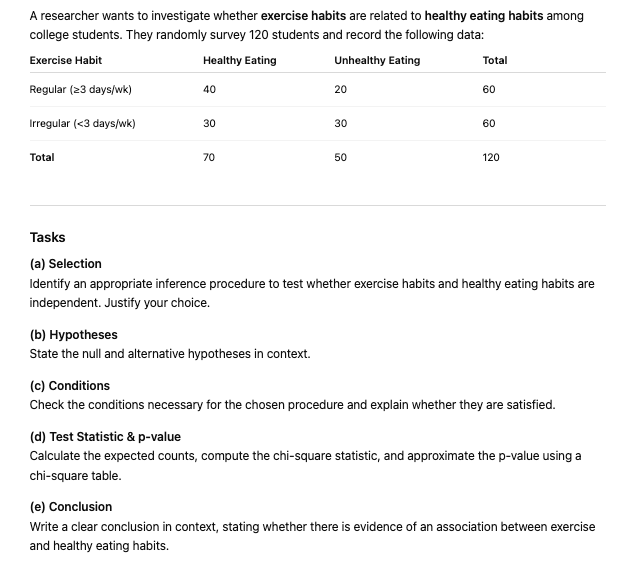 A researcher wants to investigate whether exercise habits are related to healthy eating habits among
college students. They randomly survey 120 students and record the following data:
Exercise Habit Healthy Eating Unhealthy Eating Total
Regular (≥3 days/wk) 40 20 60
Irregular (<3 days/wk) 30 30 60
Total 70 50 120
Tasks
(a) Selection
Identify an appropriate inference procedure to test whether exercise habits and healthy eating habits are
independent. Justify your choice.
(b) Hypotheses
State the null and alternative hypotheses in context.
(c) Conditions
Check the conditions necessary for the chosen procedure and explain whether they are satisfied.
(d) Test Statistic & p-value
Calculate the expected counts, compute the chi-square statistic, and approximate the p-value using a
chi-square table.
(e) Conclusion
Write a clear conclusion in context, stating whether there is evidence of an association between exercise
and healthy eating habits.